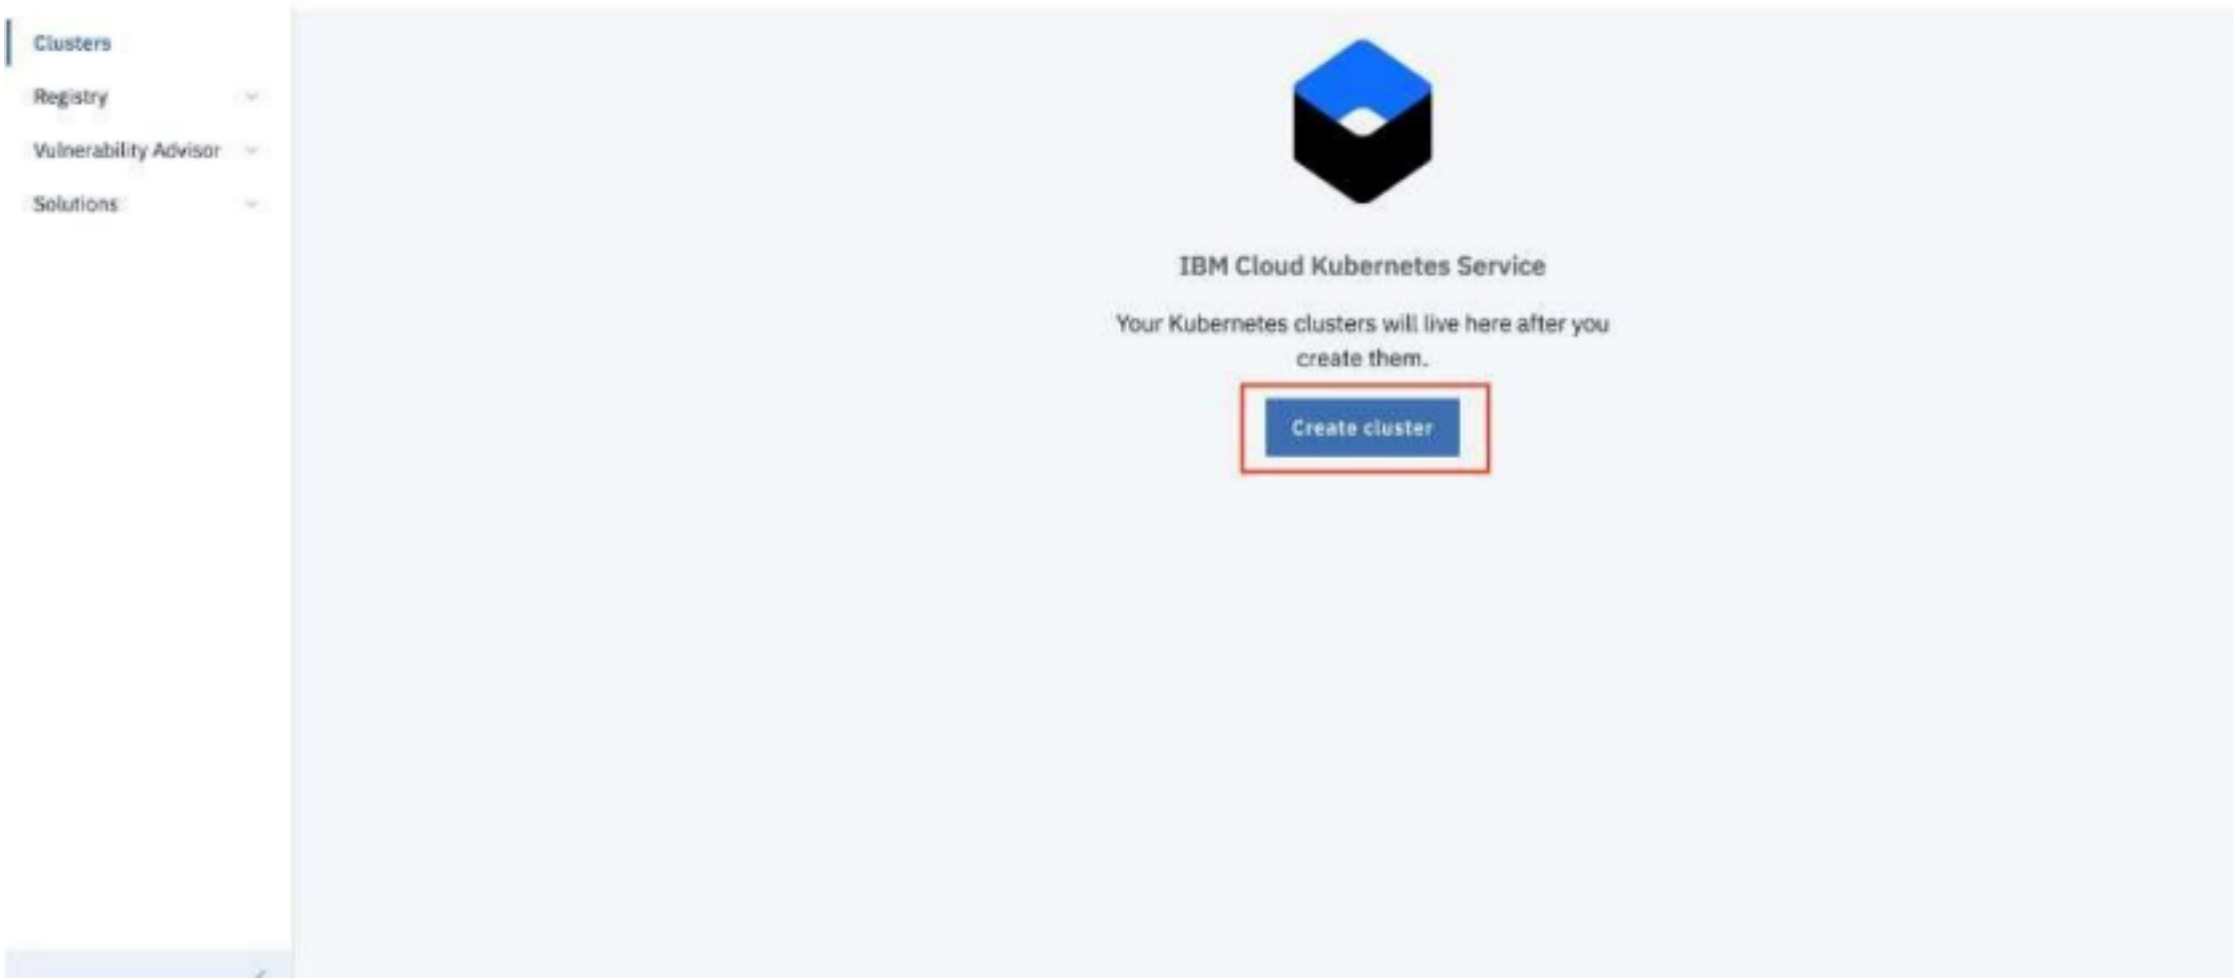 Clusters
Registry
Vulnerability Advisor
Solutions
IBM Cloud Kubernetes Service
Your Kubernetes clusters will live here after you
create them.
Create cluster